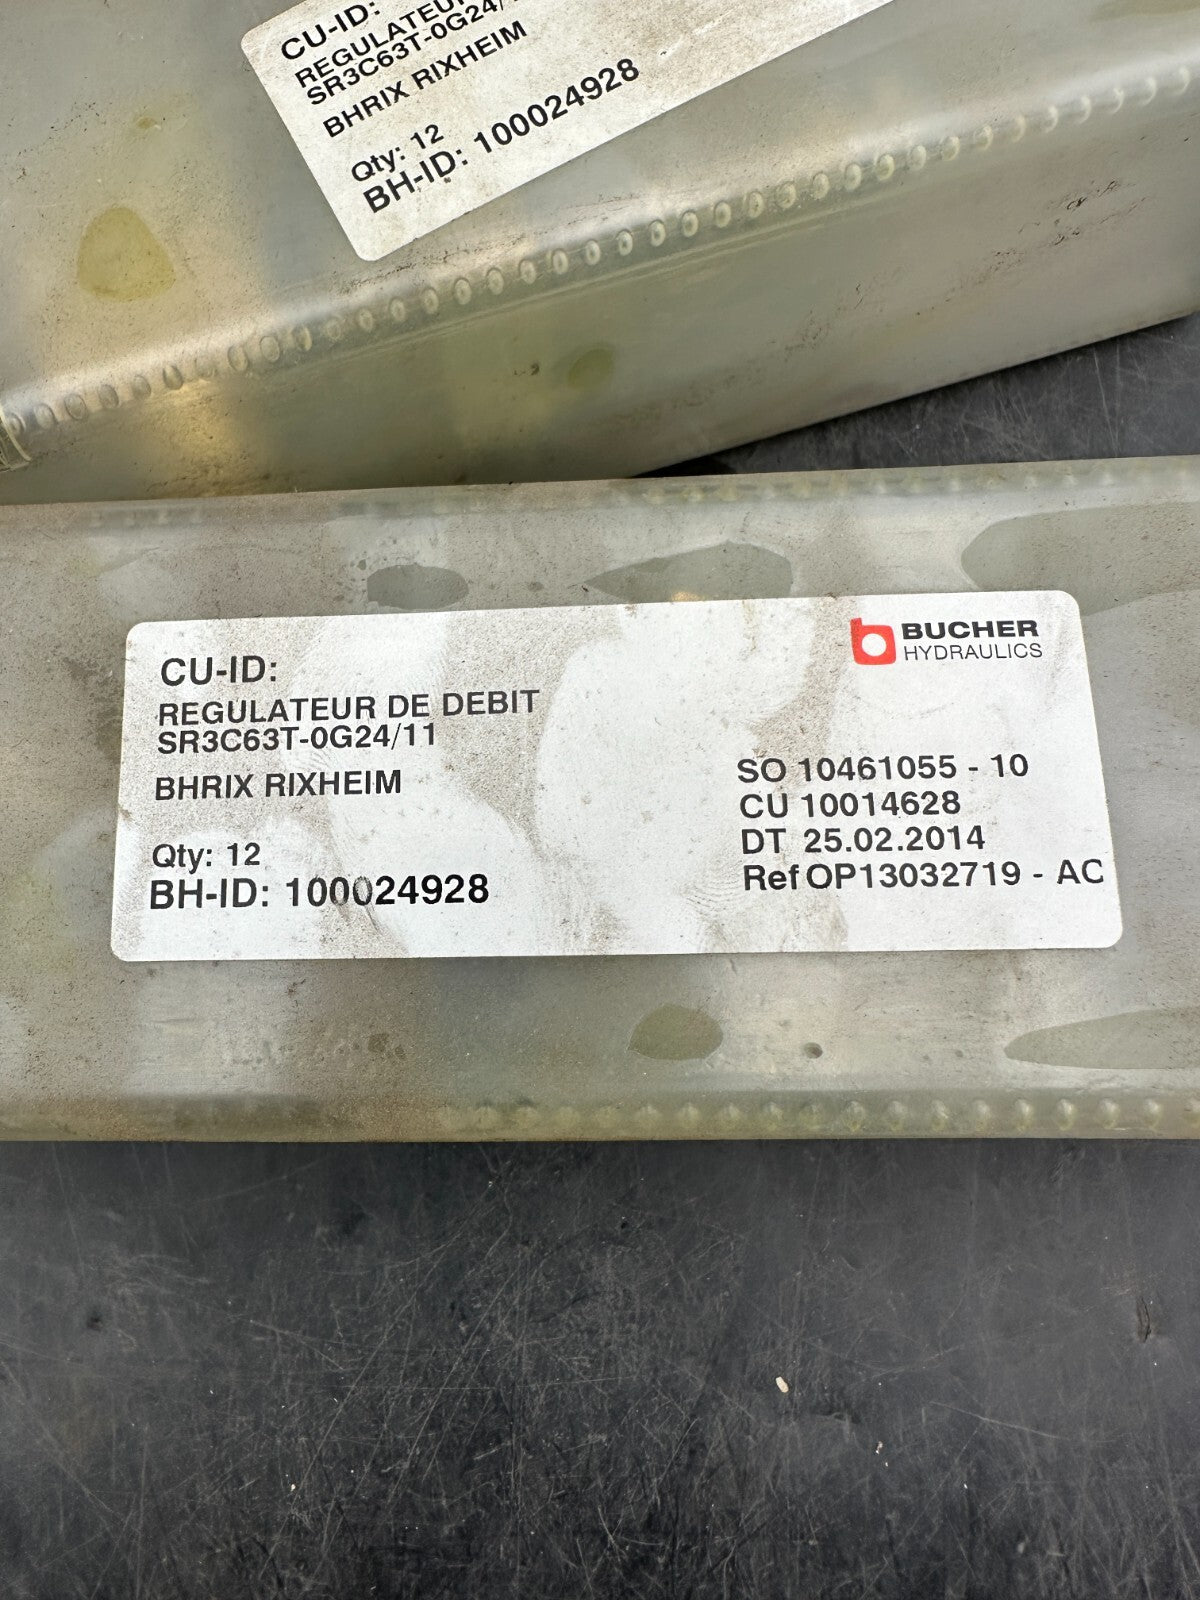 CU-ID:
REGULATEUR
SR3C63T-0G24/
BHRIX RIXHEIM
Qty: 12
BH-ID: 100024928
BUCHER
HYDRAULICS
CU-ID:
REGULATEUR DE DEBIT
SR3C63T-0G24/11
BHRIX RIXHEIM
Qty: 12
BH-ID: 100024928
SO 10461055 - 10
CU 10014628
DT 25.02.2014
Ref OP13032719 - AC